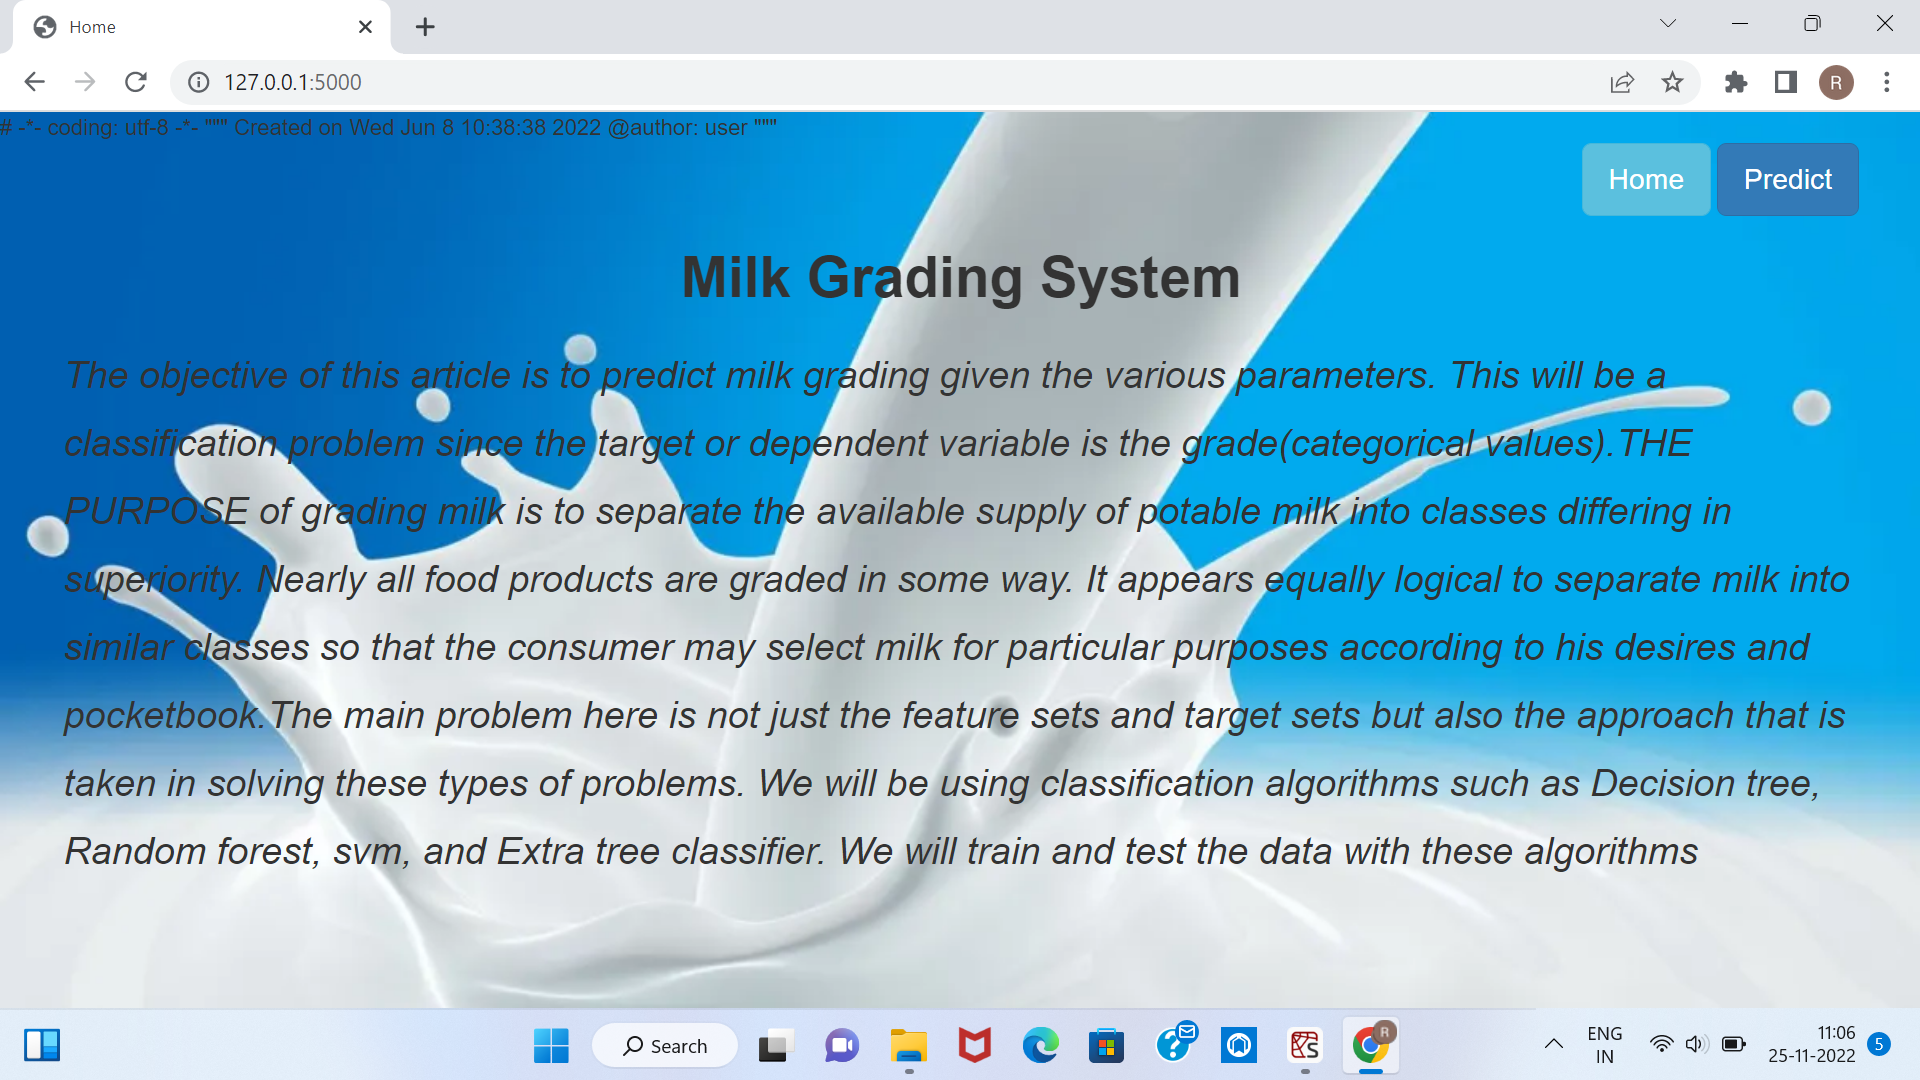 Home
127.0.0.1:5000
R
# -*- coding: utf-8 -*- """ Created on Wed Jun 8 10:38:38 2022 @author: user """
Home Predict
Milk Grading System
The objective of this article is to predict milk grading given the various parameters. This will be a
classification problem since the target or dependent variable is the grade(categorical values).THE
PURPOSE of grading milk is to separate the available supply of potable milk into classes differing in
superiority. Nearly all food products are graded in some way. It appears equally logical to separate milk into
similar classes so that the consumer may select milk for particular purposes according to his desires and
pocketbook.The main problem here is not just the feature sets and target sets but also the approach that is
taken in solving these types of problems. We will be using classification algorithms such as Decision tree,
Random forest, svm, and Extra tree classifier. We will train and test the data with these algorithms
Search
R
ENG
IN
11:06
25-11-2022
5